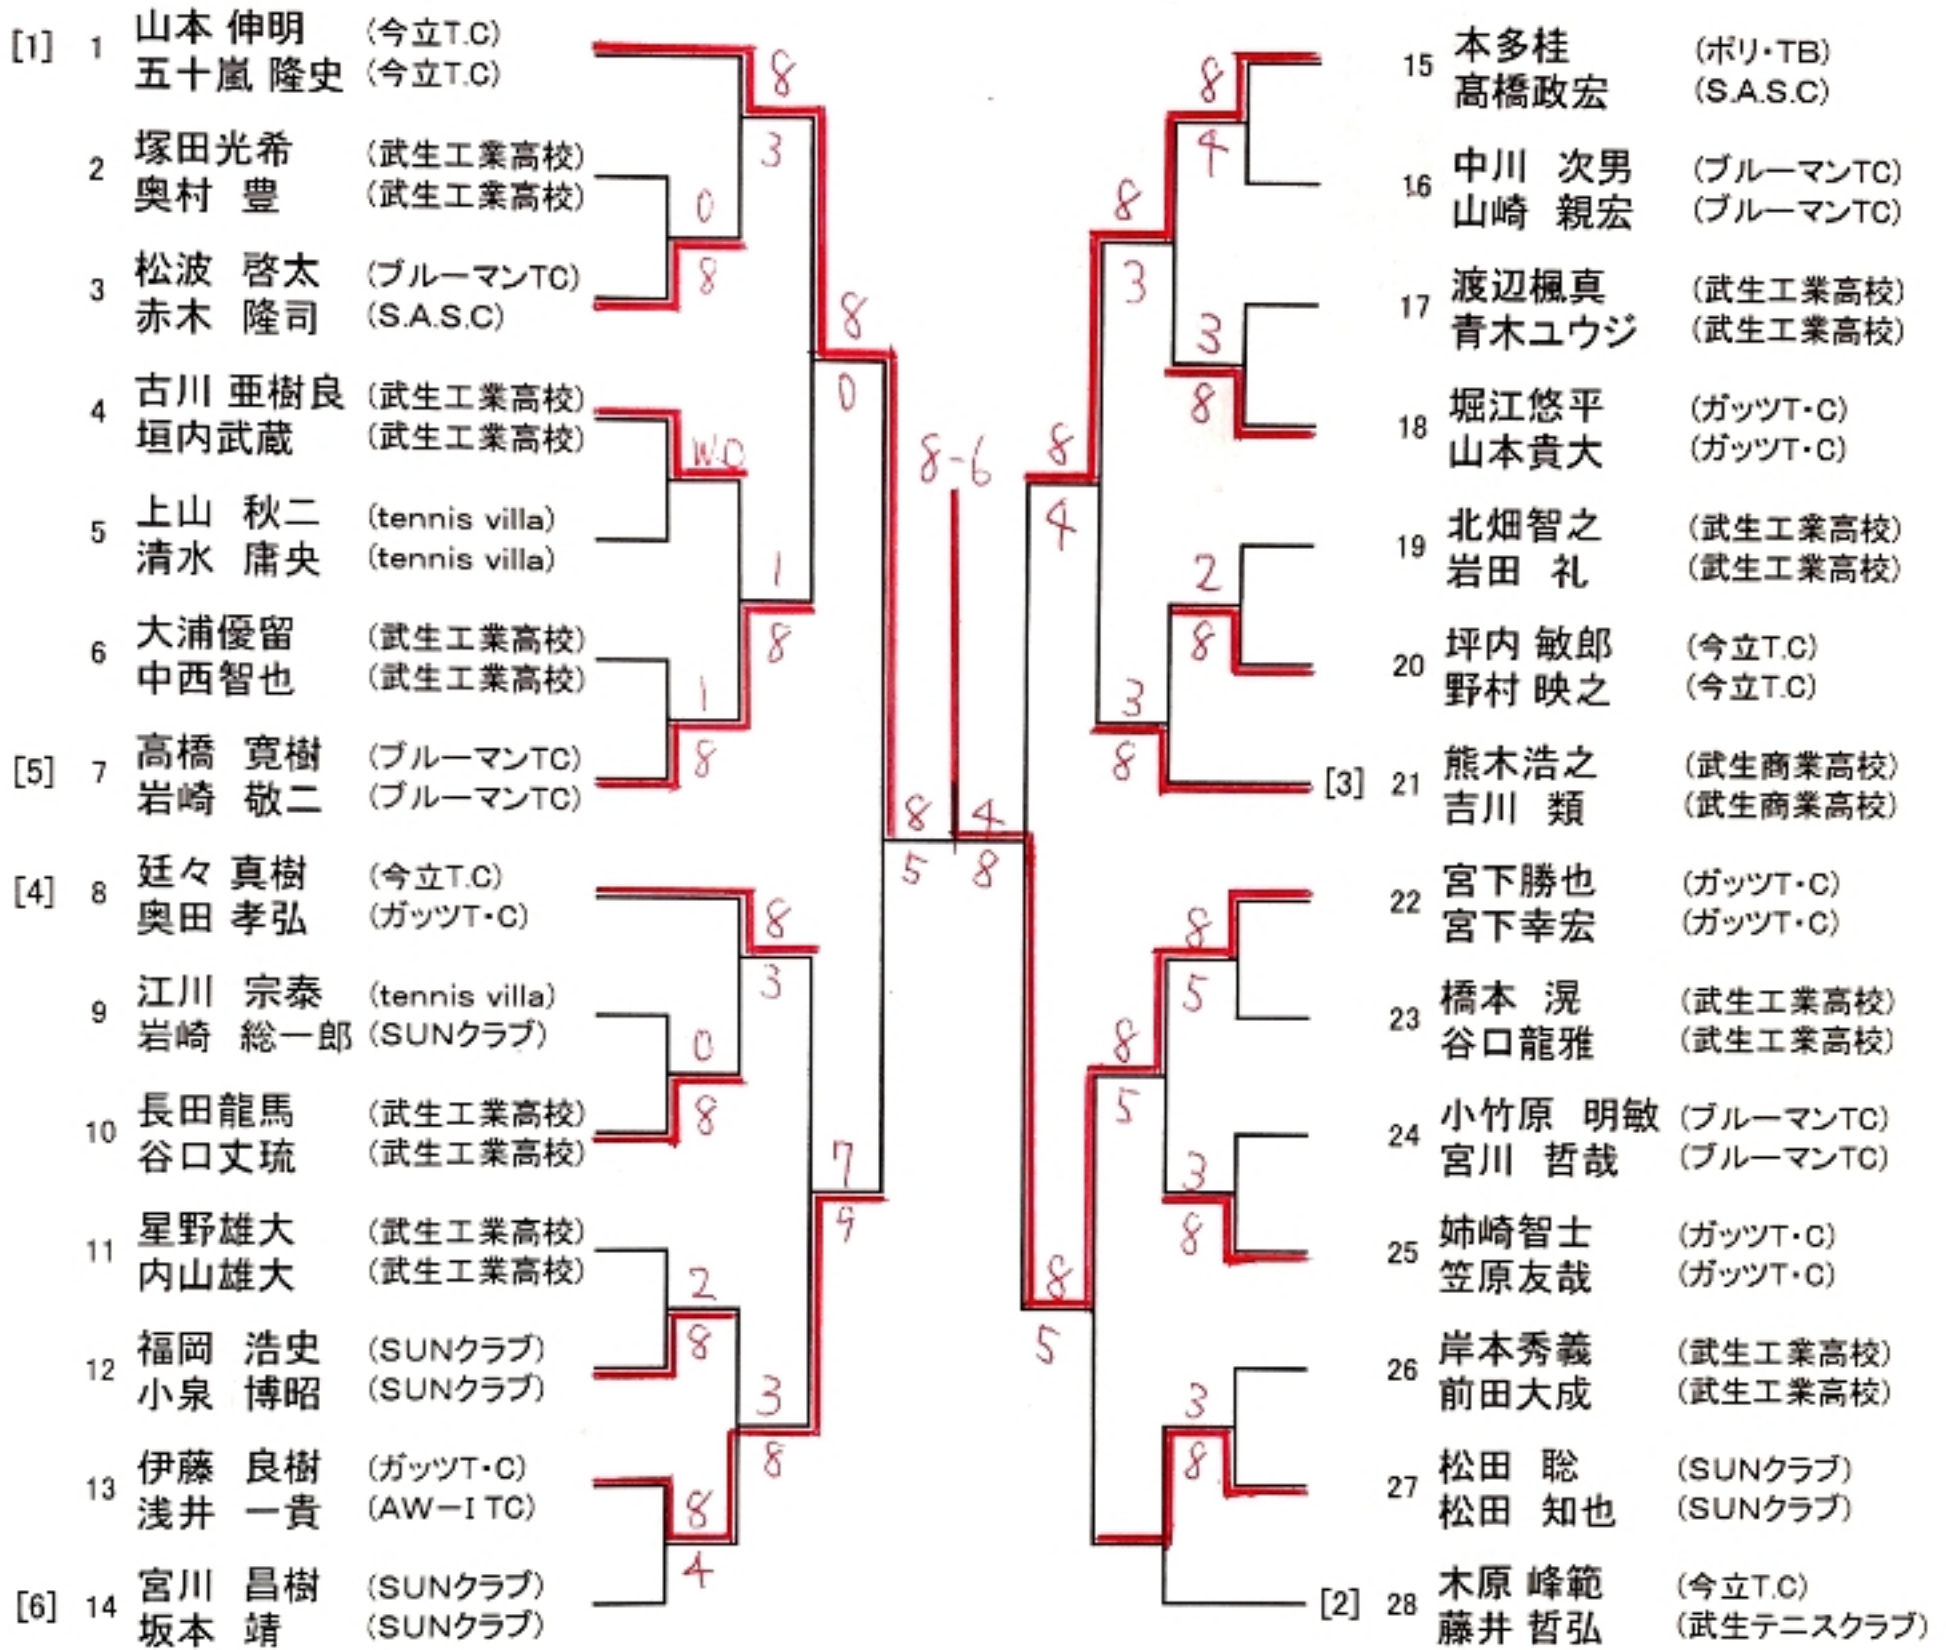 [1] 1 山本 伸明 (今立T.C)
五十嵐 隆史 (今立T.C)
2 塚田光希 (武生工業高校)
奥村 豊 (武生工業高校)
3 松波 啓太 (ブルーマンTC)
赤木 隆司 (S.A.S.C)
4 古川 亜樹良 (武生工業高校)
垣内武蔵 (武生工業高校)
5 上山 秋二 (tennis villa)
清水 庸央 (tennis villa)
6 大浦優留 (武生工業高校)
中西智也 (武生工業高校)
[5] 7 高橋 寛樹 (ブルーマンTC)
岩崎 敬二 (ブルーマンTC)
[4] 8 廷々 真樹 (今立T.C)
奥田 孝弘 (ガッツT・C)
9 江川 宗泰 (tennis villa)
岩崎 総一郎 (SUNクラブ)
10 長田龍馬 (武生工業高校)
谷口丈琉 (武生工業高校)
11 星野雄大 (武生工業高校)
内山雄大 (武生工業高校)
12 福岡 浩史 (SUNクラブ)
小泉 博昭 (SUNクラブ)
13 伊藤 良樹 (ガッツT・C)
浅井 一貴 (AW－I TC)
[6] 14 宮川 昌樹 (SUNクラブ)
坂本 靖 (SUNクラブ)
8
3
0
8
W.O
1
8
1
8
8
0
8
3
0
8
2
8
3
8
8
4
7
9
8
5
8-6
4
8
8
4
8
3
8
4
3
8
2
8
3
8
8
5
8
5
8
5
3
8
3
8
15 本多桂 (ポリ・TB)
髙橋政宏 (S.A.S.C)
16 中川 次男 (ブルーマンTC)
山崎 親宏 (ブルーマンTC)
17 渡辺楓真 (武生工業高校)
青木ユウジ (武生工業高校)
18 堀江悠平 (ガッツT・C)
山本貴大 (ガッツT・C)
19 北畑智之 (武生工業高校)
岩田 礼 (武生工業高校)
20 坪内 敏郎 (今立T.C)
野村 映之 (今立T.C)
[3] 21 熊木浩之 (武生商業高校)
吉川 類 (武生商業高校)
22 宮下勝也 (ガッツT・C)
宮下幸宏 (ガッツT・C)
23 橋本 滉 (武生工業高校)
谷口龍雅 (武生工業高校)
24 小竹原 明敏 (ブルーマンTC)
宮川 哲哉 (ブルーマンTC)
25 姉崎智士 (ガッツT・C)
笠原友哉 (ガッツT・C)
26 岸本秀義 (武生工業高校)
前田大成 (武生工業高校)
27 松田 聡 (SUNクラブ)
松田 知也 (SUNクラブ)
[2] 28 木原 峰範 (今立T.C)
藤井 哲弘 (武生テニスクラブ)